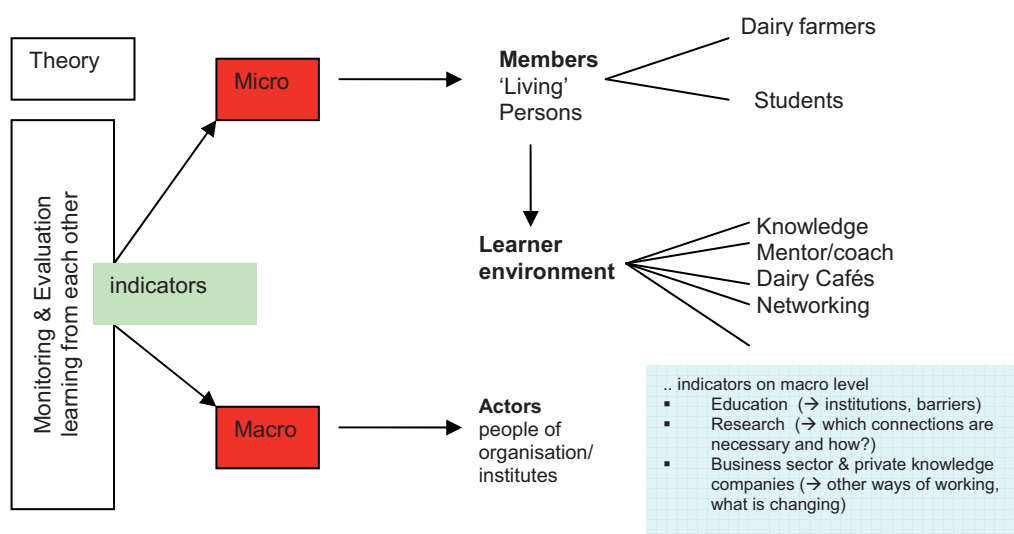 Theory
Monitoring & Evaluation
learning from each other
indicators
Micro
Macro
Members
‘Living’
Persons
Dairy farmers
Students
Learner
environment
Knowledge
Mentor/coach
Dairy Cafés
Networking
Actors
people of
organisation/
institutes
.. indicators on macro level
▪ Education (→ institutions, barriers)
▪ Research (→ which connections are
necessary and how?)
▪ Business sector & private knowledge
companies (→ other ways of working,
what is changing)